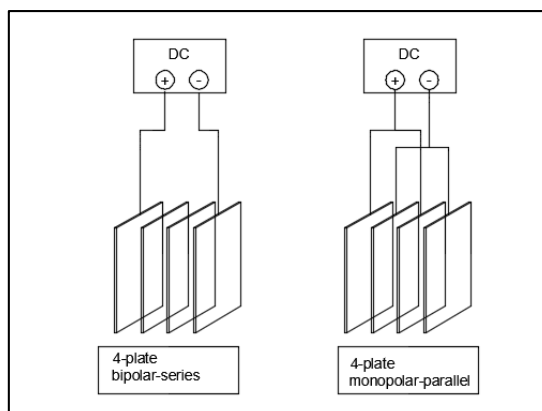 DC
+ -
4-plate
bipolar-series
DC
+ -
4-plate
monopolar-parallel